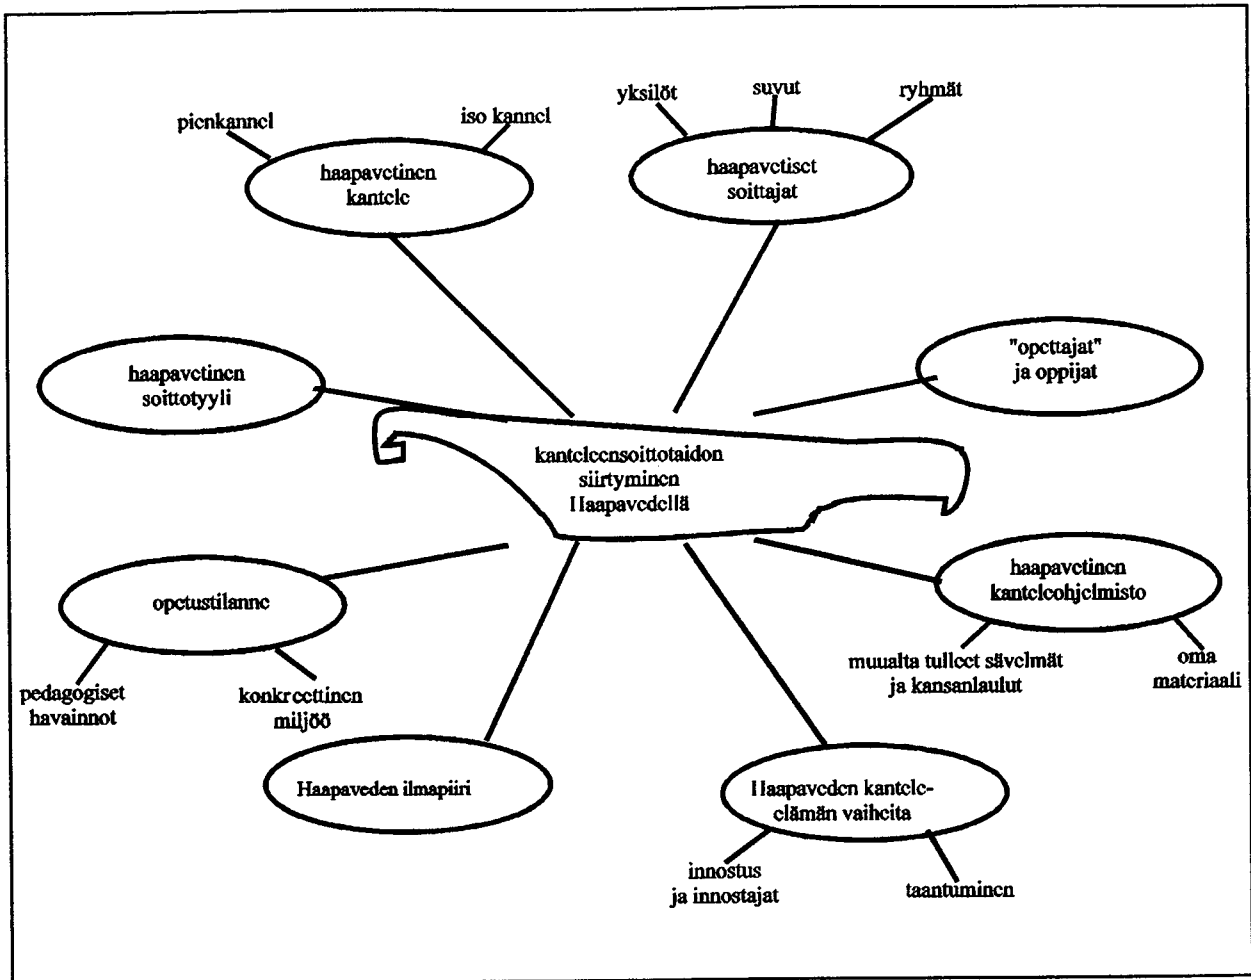 yksilöt
suvut
ryhmät
pienkannel
iso kannel
haapavetinen
kantele
haapavetiset
soittajat
"opettajat"
ja oppijat
haapavetinen
soittotyyli
kanteleensoittotaidon
siirtyminen
Haapavedellä
opetustilanne
haapavetinen
kanteleohjelmisto
pedagogiset
havainnot
konkreettinen
miljöö
muualta tulleet sävelmät
ja kansanlaulut
oma
materiaali
Haapaveden ilmapiiri
Haapaveden kantele-
elämän vaiheita
innostus
ja innostajat
taantuminen